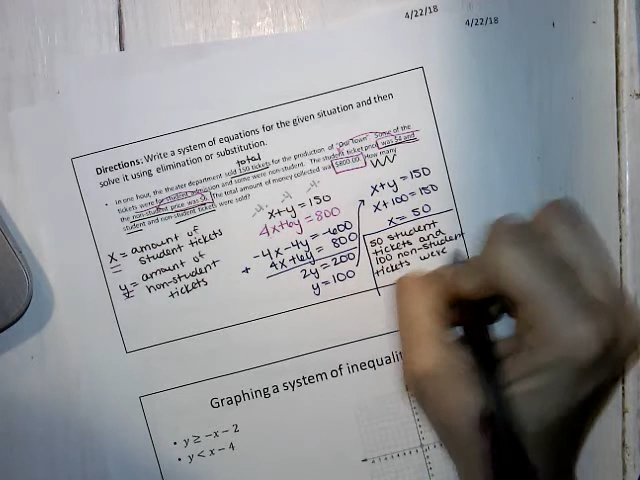 4/22/18
4/22/18
Directions: Write a system of equations for the given situation and then
solve it using elimination or substitution.
total
• In one hour, the theater department sold 150 tickets for the production of "Our Town". Some of the
tickets were for student admission and some were non-student. The student ticket price was $4 and
the non-student price was $6. The total amount of money collected was $800.00. How many
student and non-student tickets were sold?
x = amount of
student tickets
y = amount of
non-student
tickets
-4 -4 -4
x+y = 150
4x+6y = 800
-4x-4y = -600
+ 4x+6y = 800
2y = 200
y = 100
x+y = 150
x+100 = 150
x = 50
50 student
tickets and
100 non-student
tickets were
Graphing a system of
• y ≥ -x - 2
• y < x - 4